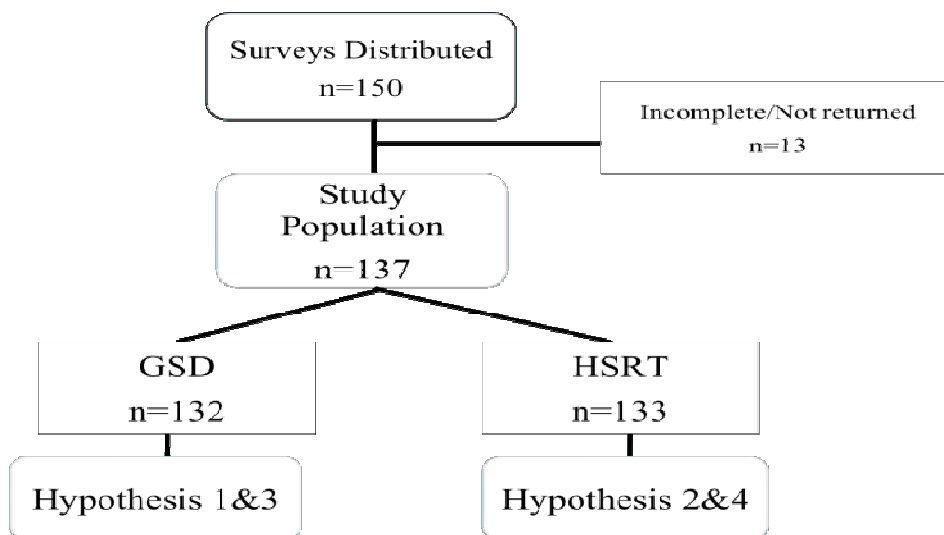 Surveys Distributed
n=150
Incomplete/Not returned
n=13
Study
Population
n=137
GSD
n=132
HSRT
n=133
Hypothesis 1&3
Hypothesis 2&4